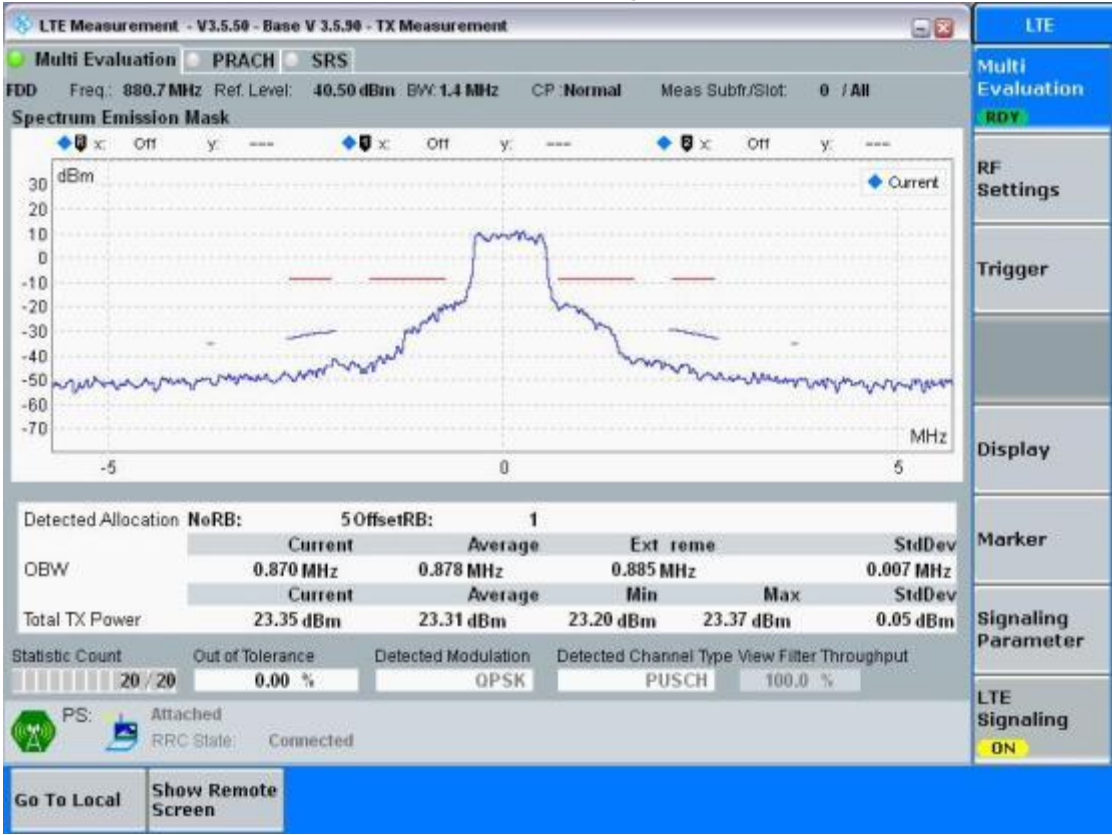 LTE Measurement - V3.5.50 - Base V 3.5.90 - TX Measurement
LTE
Multi Evaluation PRACH SRS
Multi
Evaluation
RDY
FDD Freq.: 880.7 MHz Ref. Level: 40.50 dBm BW: 1.4 MHz CP :Normal Meas Subfr./Slot: 0 / All
Spectrum Emission Mask
x: Off y: --- x: Off y: --- x: Off y: ---
dBm
Current
30
20
10
0
-10
-20
-30
-40
-50
-60
-70
MHz
-5 0 5
RF
Settings
Trigger
Display
Marker
Signaling
Parameter
LTE
Signaling
ON
Detected Allocation NoRB: 5 OffsetRB: 1
Current Average Ext reme StdDev
OBW 0.870 MHz 0.878 MHz 0.885 MHz 0.007 MHz
Current Average Min Max StdDev
Total TX Power 23.35 dBm 23.31 dBm 23.20 dBm 23.37 dBm 0.05 dBm
Statistic Count Out of Tolerance Detected Modulation Detected Channel Type View Filter Throughput
20 / 20 0.00 % QPSK PUSCH 100.0 %
PS: Attached
RRC State: Connected
Go To Local
Show Remote
Screen